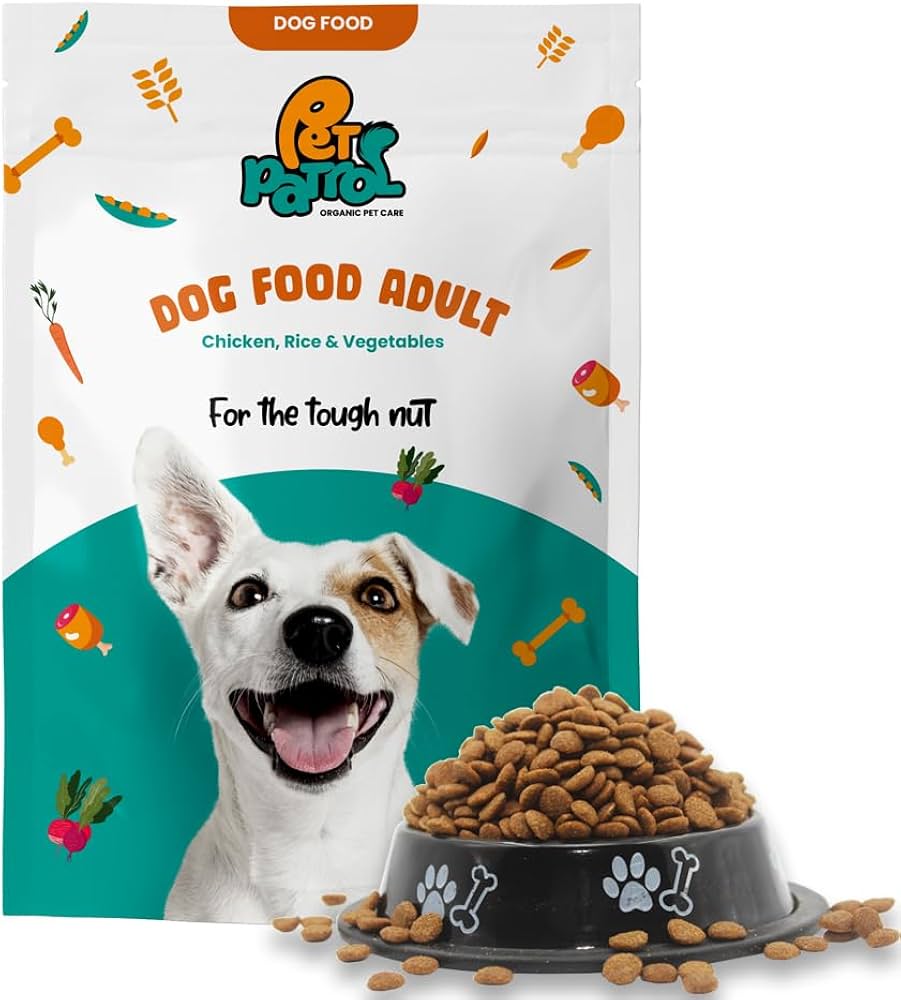 DOG FOOD
PET
PATROL
ORGANIC PET CARE
DOG FOOD ADULT
Chicken, Rice & Vegetables
For the tough nut